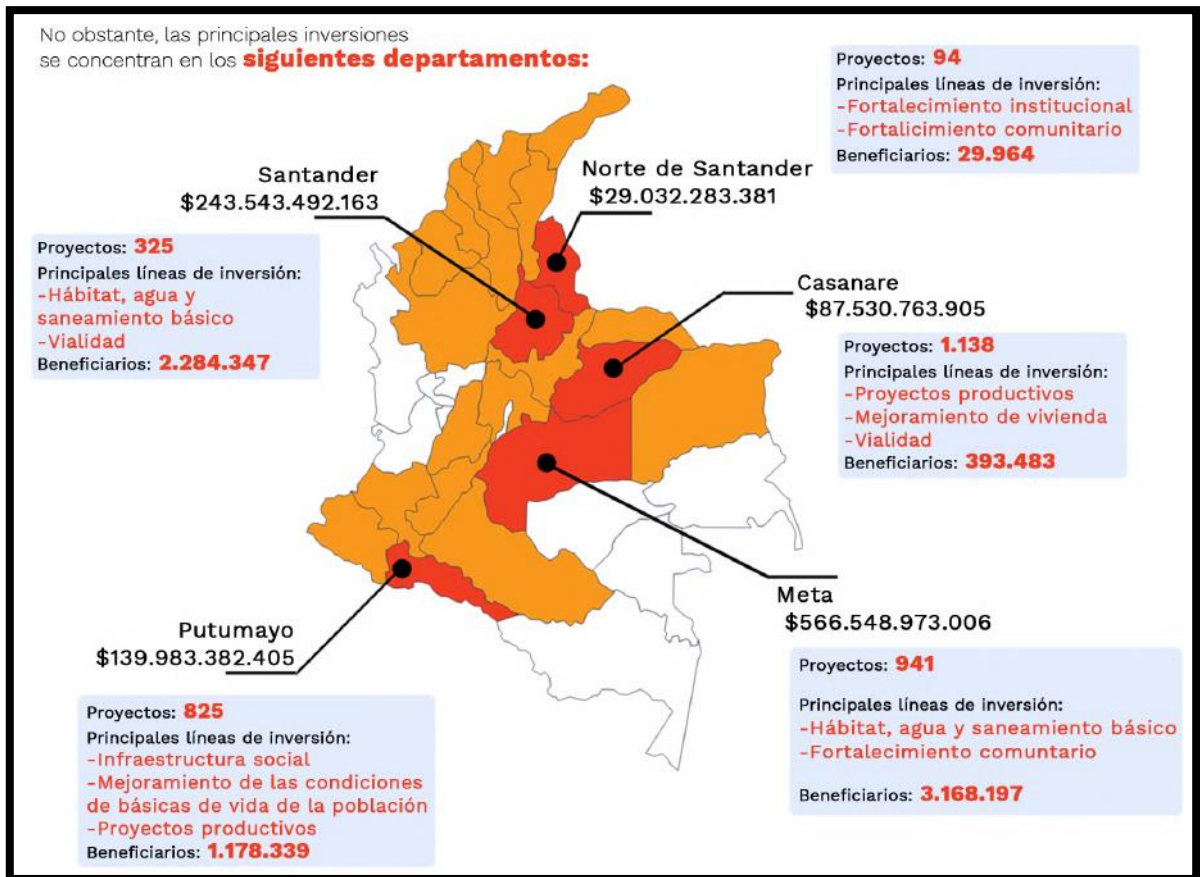 No obstante, las principales inversiones
se concentran en los siguientes departamentos:
Proyectos: 94
Principales líneas de inversión:
-Fortalecimiento institucional
-Fortalicimiento comunitario
Beneficiarios: 29.964
Santander
$243.543.492.163
Norte de Santander
$29.032.283.381
Proyectos: 325
Principales líneas de inversión:
-Hábitat, agua y
saneamiento básico
-Vialidad
Beneficiarios: 2.284.347
Casanare
$87.530.763.905
Proyectos: 1.138
Principales líneas de inversión:
-Proyectos productivos
-Mejoramiento de vivienda
-Vialidad
Beneficiarios: 393.483
Meta
$566.548.973.006
Putumayo
$139.983.382.405
Proyectos: 941
Principales líneas de inversión:
-Hábitat, agua y saneamiento básico
-Fortalecimiento comuntario
Beneficiarios: 3.168.197
Proyectos: 825
Principales líneas de inversión:
-Infraestructura social
-Mejoramiento de las condiciones
de básicas de vida de la población
-Proyectos productivos
Beneficiarios: 1.178.339